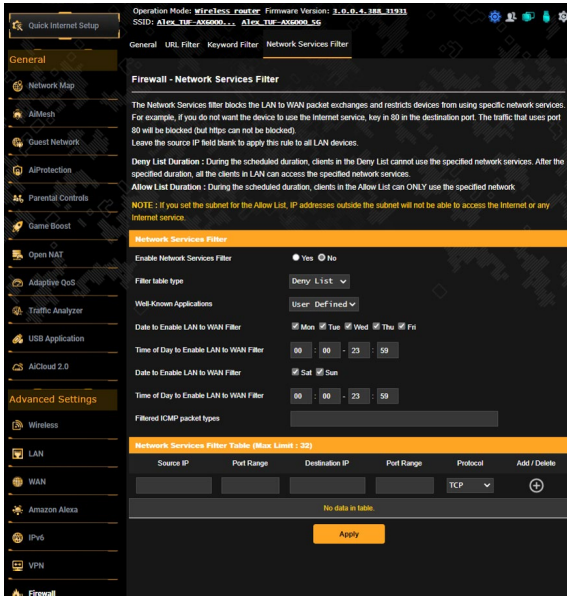 Quick Internet Setup
General
Network Map
AiMesh
Guest Network
AiProtection
Parental Controls
Game Boost
Open NAT
Adaptive QoS
Traffic Analyzer
USB Application
AiCloud 2.0
Advanced Settings
Wireless
LAN
WAN
Amazon Alexa
IPv6
VPN
Firewall
Operation Mode: Wireless router Firmware Version: 3.0.0.4.388_31931
SSID: Alex_TUF-AX6000... Alex_TUF-AX6000_5G
General URL Filter Keyword Filter Network Services Filter
Firewall - Network Services Filter
The Network Services filter blocks the LAN to WAN packet exchanges and restricts devices from using specific network services.
For example, if you do not want the device to use the Internet service, key in 80 in the destination port. The traffic that uses port
80 will be blocked (but https can not be blocked).
Leave the source IP field blank to apply this rule to all LAN devices.
Deny List Duration : During the scheduled duration, clients in the Deny List cannot use the specified network services. After the
specified duration, all the clients in LAN can access the specified network services.
Allow List Duration : During the scheduled duration, clients in the Allow List can ONLY use the specified network
NOTE : If you set the subnet for the Allow List, IP addresses outside the subnet will not be able to access the Internet or any
Internet service.
Network Services Filter
Enable Network Services Filter Yes No
Filter table type Deny List
Well-Known Applications User Defined
Date to Enable LAN to WAN Filter Mon Tue Wed Thu Fri
Time of Day to Enable LAN to WAN Filter 00 : 00 - 23 : 59
Date to Enable LAN to WAN Filter Sat Sun
Time of Day to Enable LAN to WAN Filter 00 : 00 - 23 : 59
Filtered ICMP packet types
Network Services Filter Table (Max Limit : 32)
Source IP Port Range Destination IP Port Range Protocol Add / Delete
TCP
No data in table.
Apply